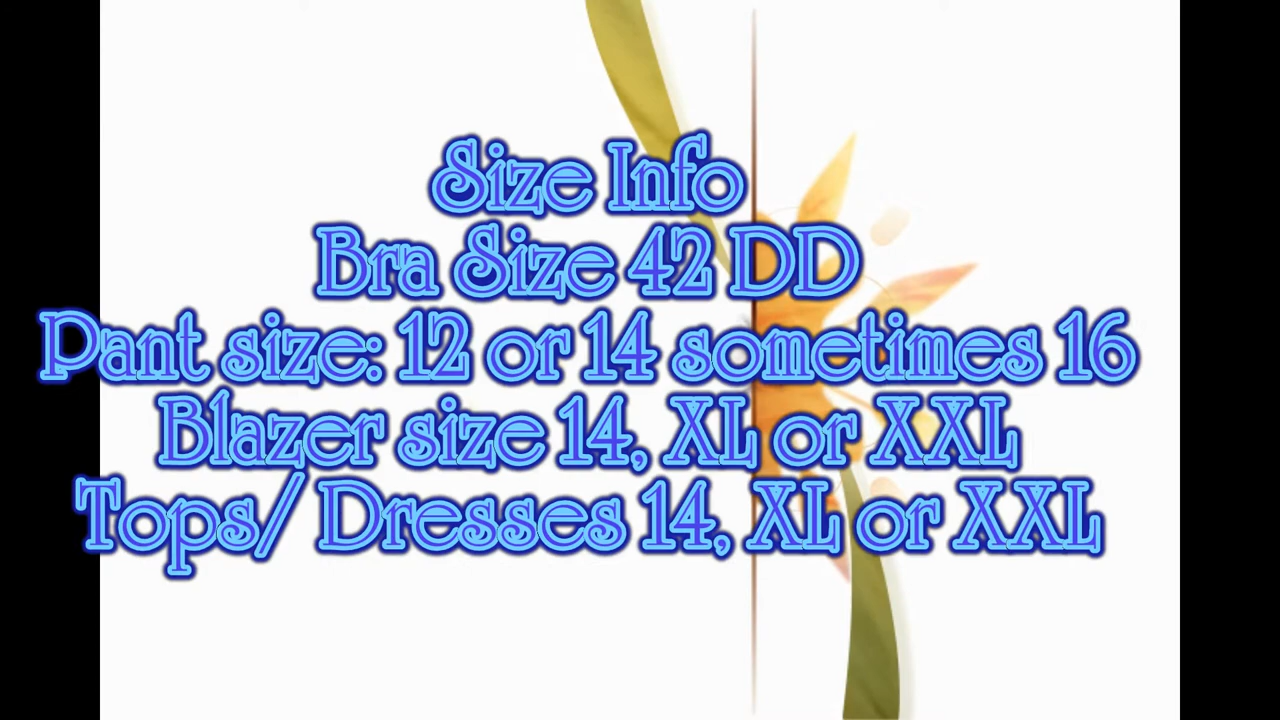 Size Info
Bra Size 42 DD
Pant size: 12 or 14 sometimes 16
Blazer size 14, XL or XXL
Tops/ Dresses 14, XL or XXL